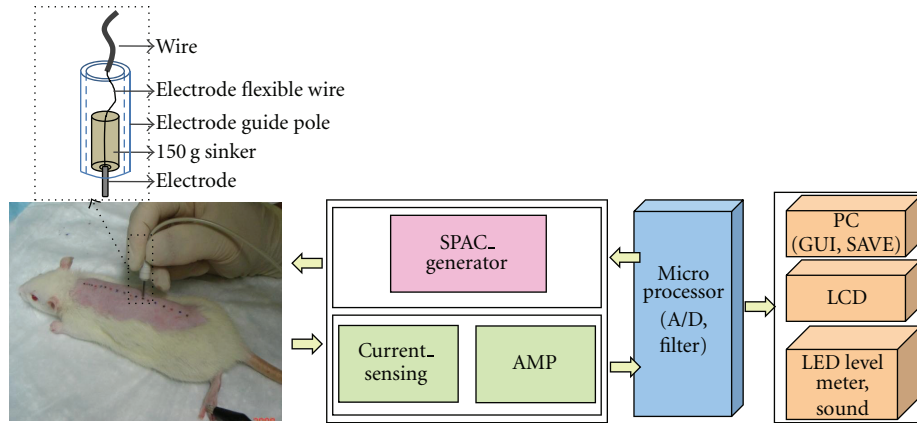 Wire
Electrode flexible wire
Electrode guide pole
150 g sinker
Electrode
SPAC_
generator
Current_
sensing
AMP
Micro
processor
(A/D,
filter)
PC
(GUI, SAVE)
LCD
LED level
meter,
sound